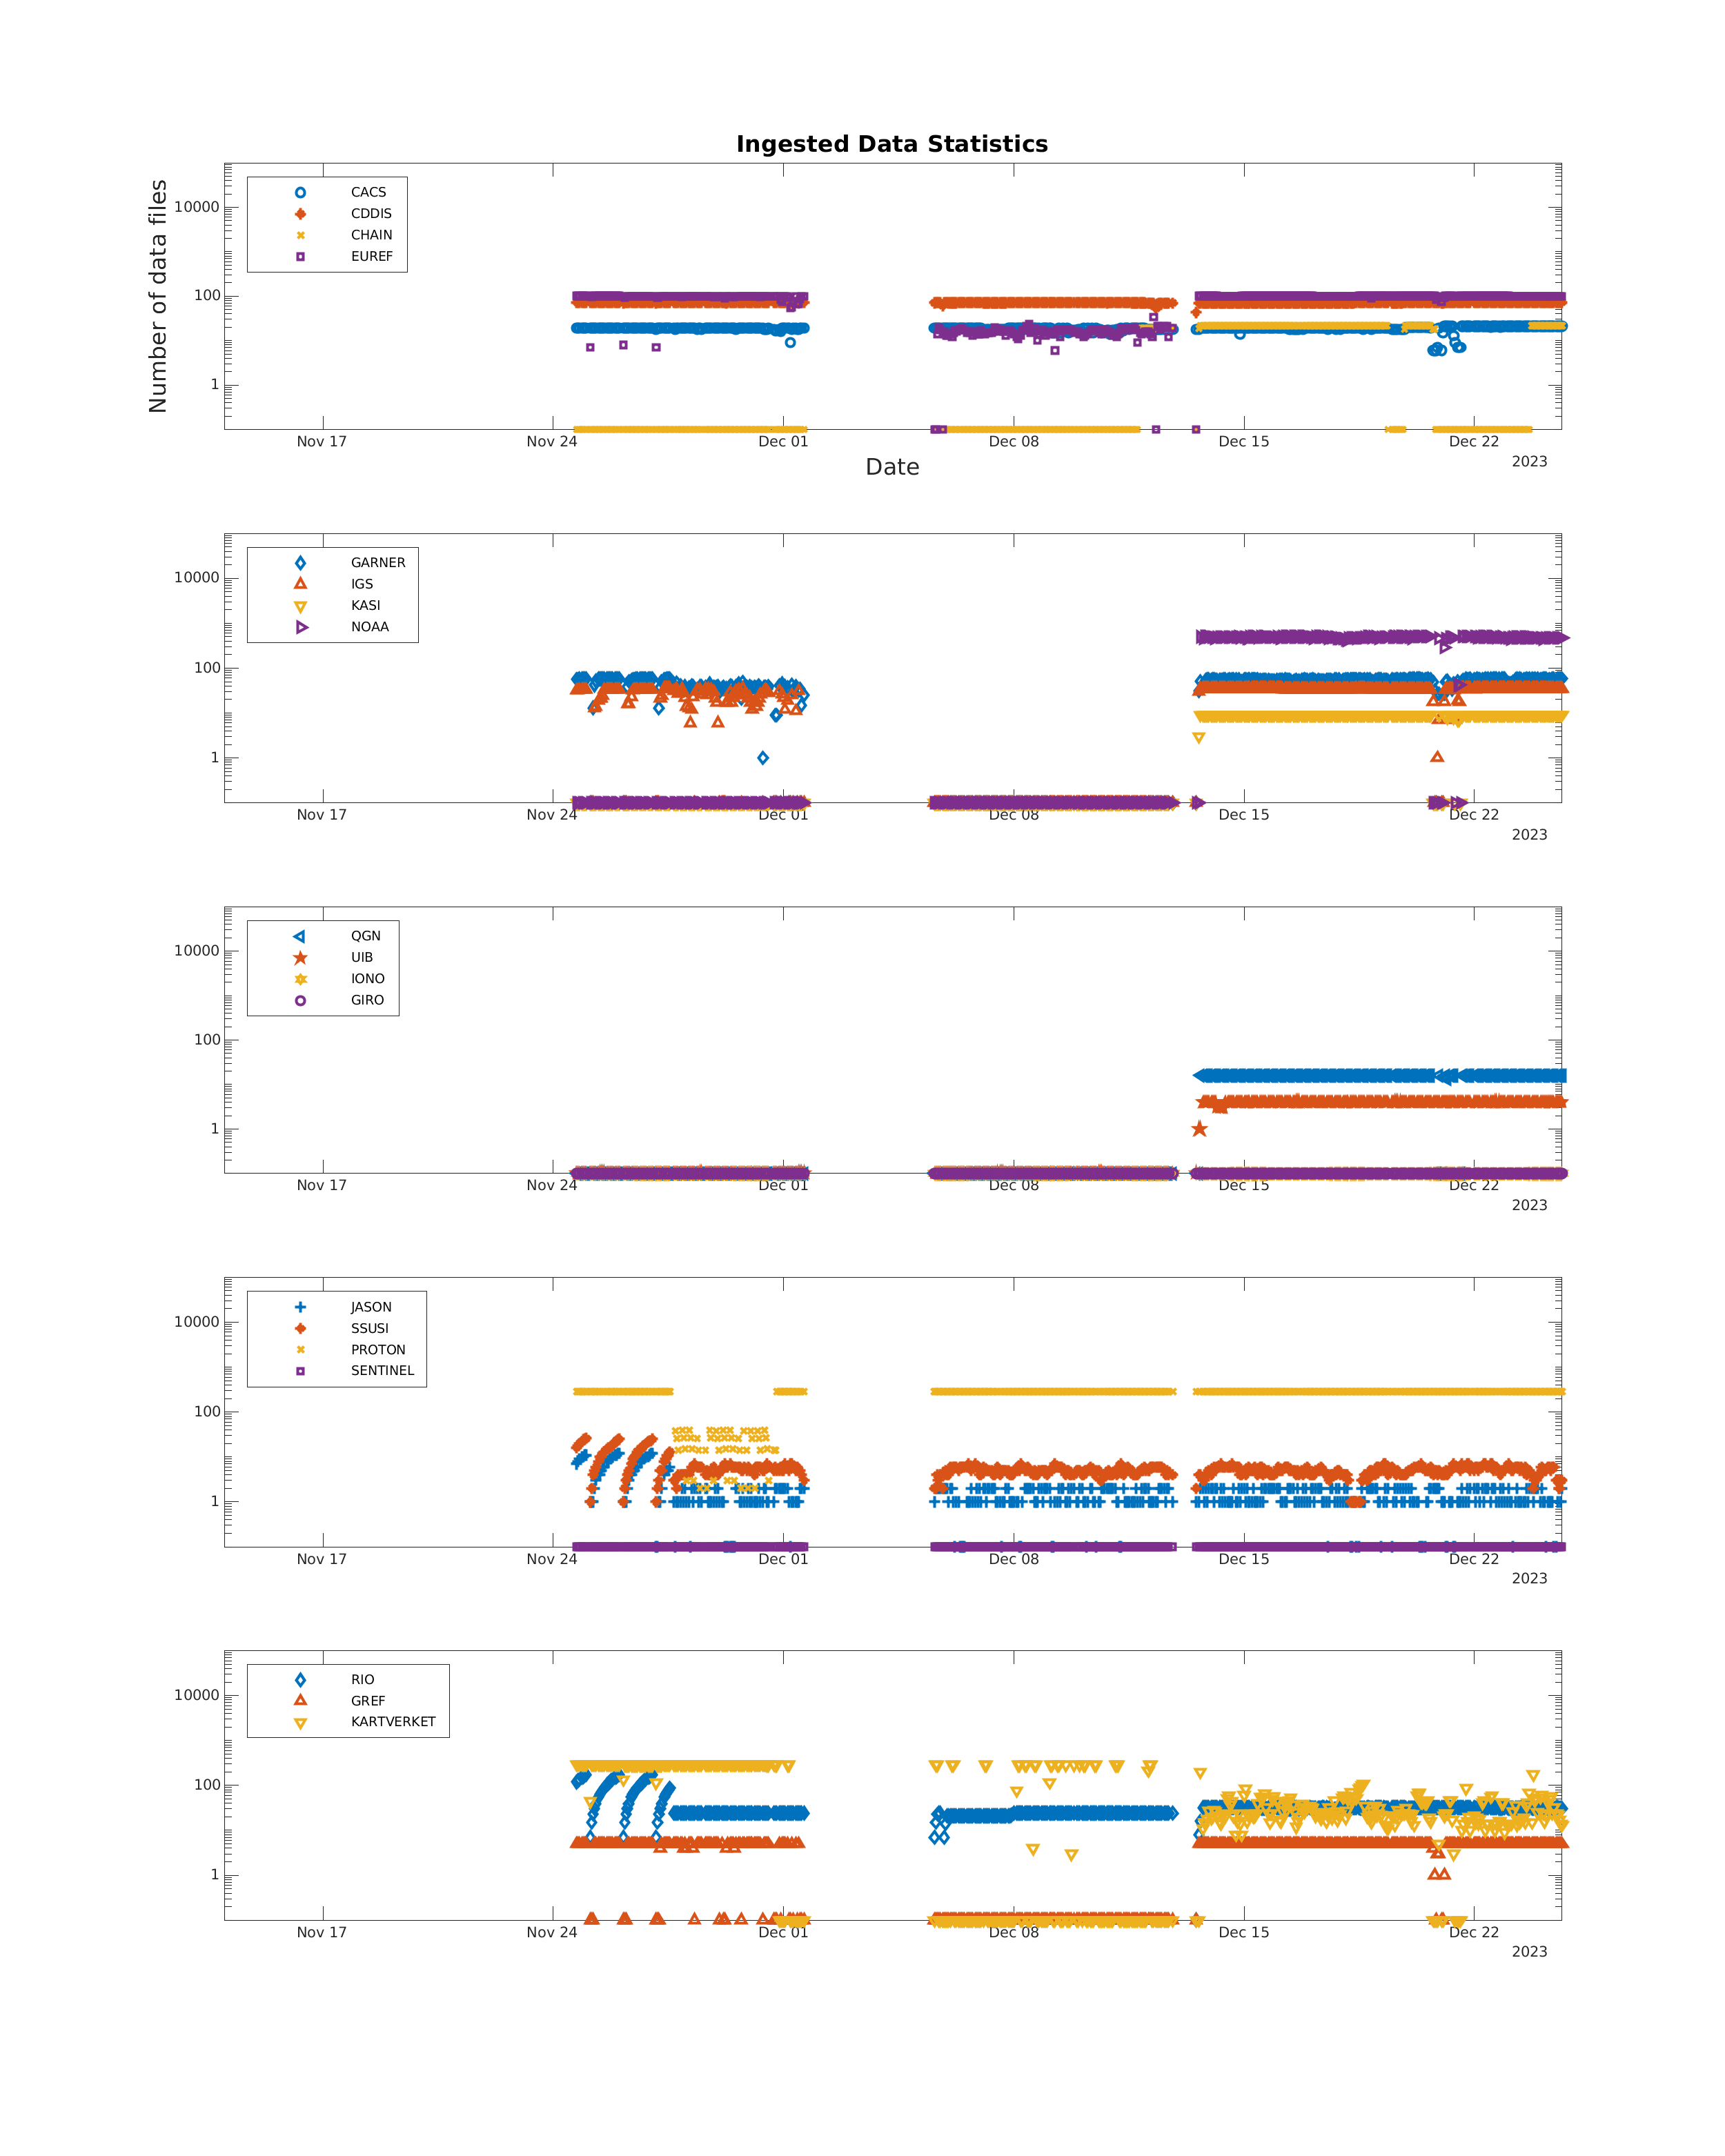 Ingested Data Statistics
Number of data files
10000
100
1
CACS
CDDIS
CHAIN
EUREF
Nov 17 Nov 24 Dec 01 Dec 08 Dec 15 Dec 22
2023
Date
10000
100
1
GARNER
IGS
KASI
NOAA
Nov 17 Nov 24 Dec 01 Dec 08 Dec 15 Dec 22
2023
10000
100
1
QGN
UIB
IONO
GIRO
Nov 17 Nov 24 Dec 01 Dec 08 Dec 15 Dec 22
2023
10000
100
1
JASON
SSUSI
PROTON
SENTINEL
Nov 17 Nov 24 Dec 01 Dec 08 Dec 15 Dec 22
2023
10000
100
1
RIO
GREF
KARTVERKET
Nov 17 Nov 24 Dec 01 Dec 08 Dec 15 Dec 22
2023